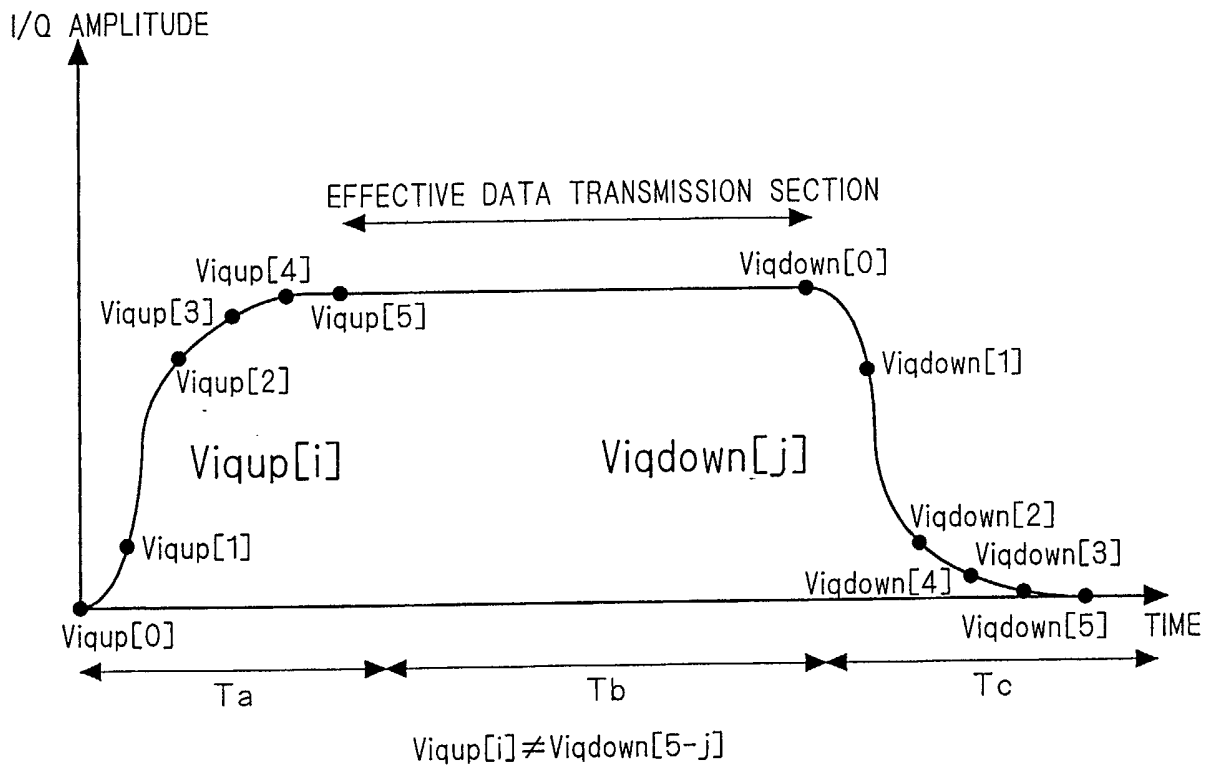 I/Q AMPLITUDE
EFFECTIVE DATA TRANSMISSION SECTION
Viqup[4]
Viqdown[0]
Viqup[3]
Viqup[5]
Viqdown[1]
Viqup[2]
Viqup[i]
Viqdown[j]
Viqdown[2]
Viqup[1]
Viqdown[3]
Viqdown[4]
Viqup[0]
Viqdown[5]
TIME
Ta
Tb
Tc
Viqup[i]≠Viqdown[5-j]